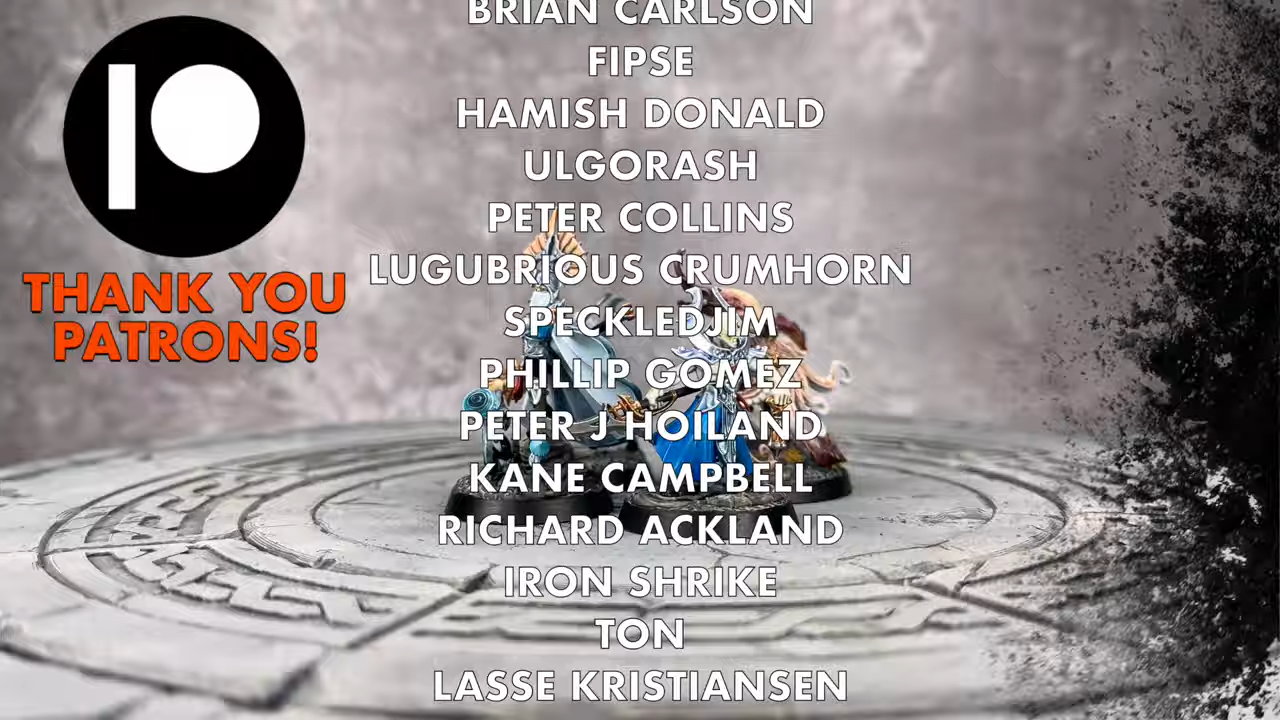 BRIAN CARLSON
FIPSE
HAMISH DONALD
ULGORASH
PETER COLLINS
LUGUBRIOUS CRUMHORN
SPECKLEDJIM
PHILLIP GOMEZ
PETER J HOILAND
KANE CAMPBELL
RICHARD ACKLAND
IRON SHRIKE
TON
LASSE KRISTIANSEN
THANK YOU
PATRONS!